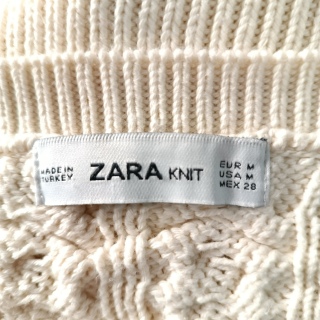 MADE IN
TURKEY
ZARA KNIT
EUR M
USA M
MEX 28